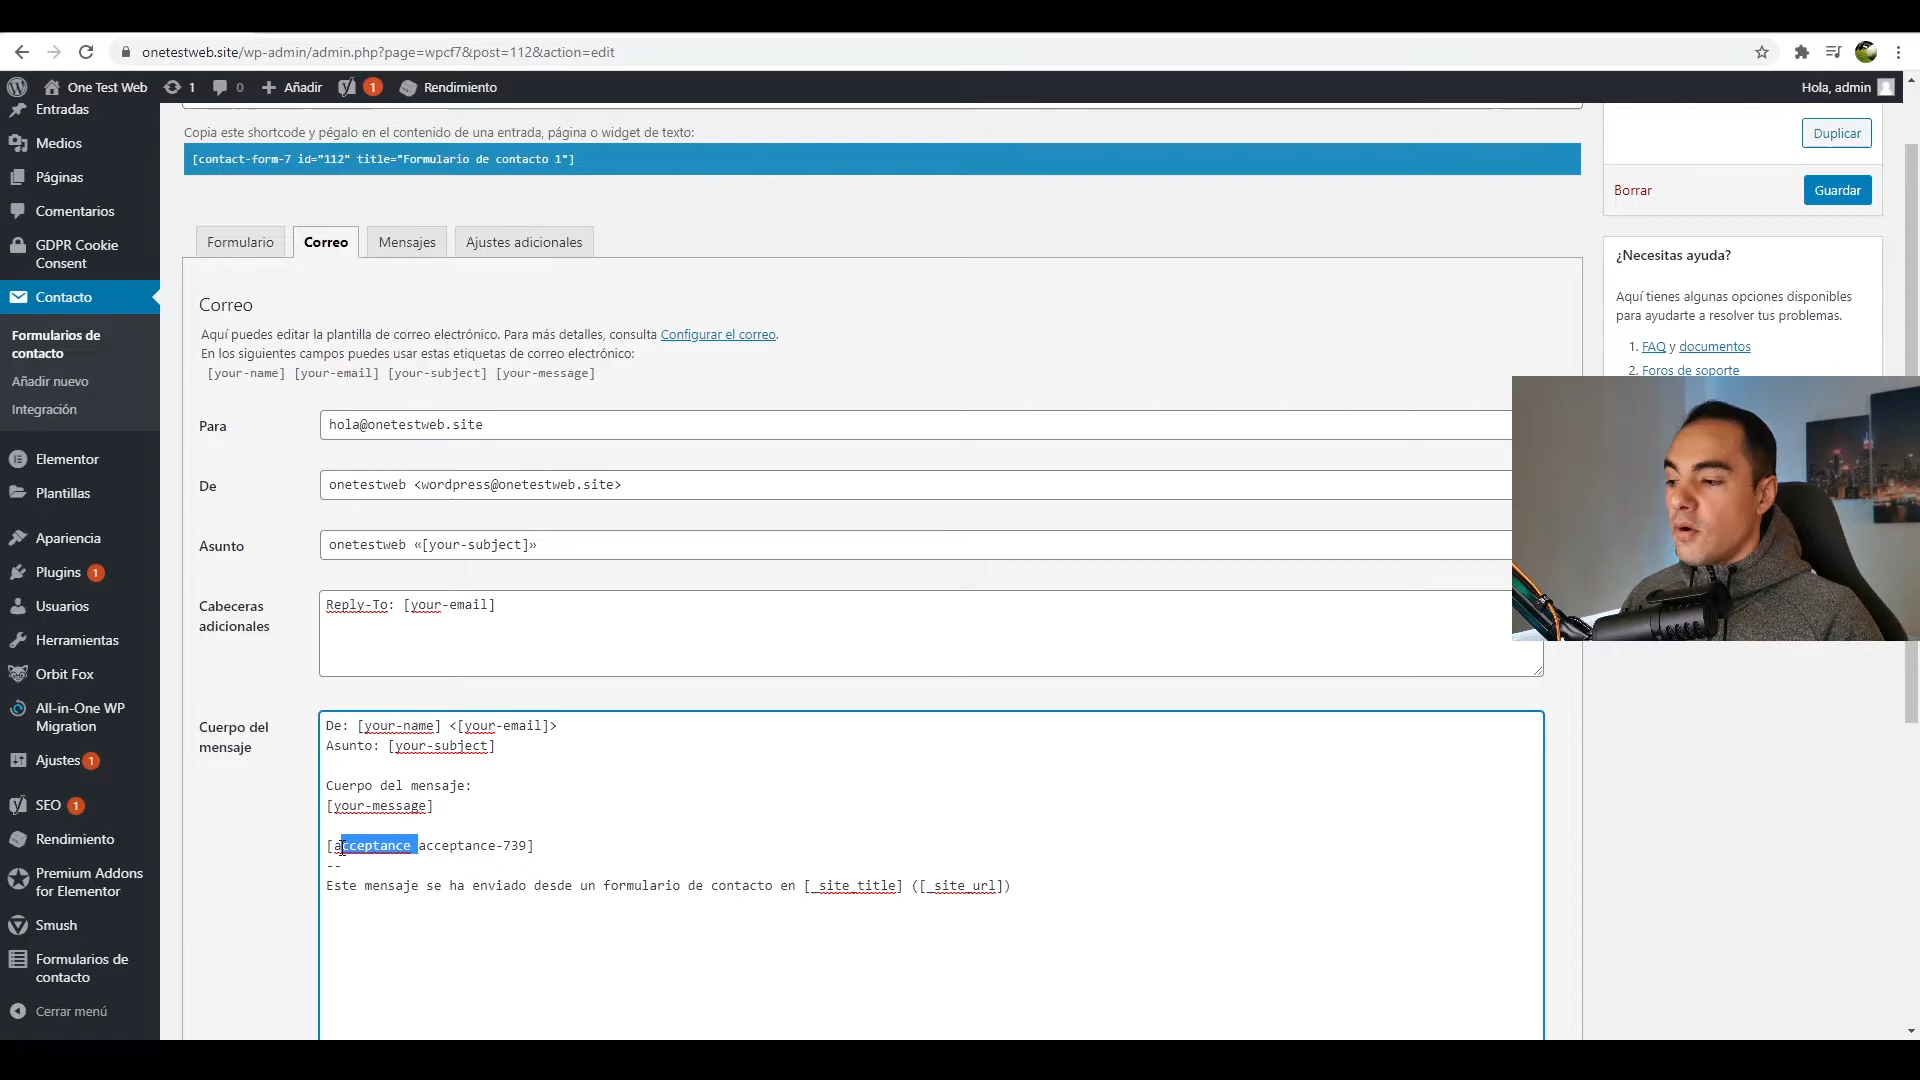 onetestweb.site/wp-admin/admin.php?page=wpcf7&post=112&action=edit
One Test Web
1
0
Añadir
1
Rendimiento
Hola, admin
Entradas
Medios
Páginas
Comentarios
GDPR Cookie
Consent
Contacto
Formularios de
contacto
Añadir nuevo
Integración
Elementor
Plantillas
Apariencia
Plugins 1
Usuarios
Herramientas
Orbit Fox
All-in-One WP
Migration
Ajustes 1
SEO 1
Rendimiento
Premium Addons
for Elementor
Smush
Formularios de
contacto
Cerrar menú
Copia este shortcode y pégalo en el contenido de una entrada, página o widget de texto:
[contact-form-7 id="112" title="Formulario de contacto 1"]
Formulario
Correo
Mensajes
Ajustes adicionales
Correo
Aquí puedes editar la plantilla de correo electrónico. Para más detalles, consulta Configurar el correo.
En los siguientes campos puedes usar estas etiquetas de correo electrónico:
[your-name] [your-email] [your-subject] [your-message]
Para
hola@onetestweb.site
De
onetestweb <wordpress@onetestweb.site>
Asunto
onetestweb «[your-subject]»
Cabeceras
adicionales
Reply-To: [your-email]
Cuerpo del
mensaje
De: [your-name] <[your-email]>
Asunto: [your-subject]
Cuerpo del mensaje:
[your-message]
[acceptance acceptance-739]
--
Este mensaje se ha enviado desde un formulario de contacto en [_site_title] ([_site_url])
Duplicar
Borrar
Guardar
¿Necesitas ayuda?
Aquí tienes algunas opciones disponibles
para ayudarte a resolver tus problemas.
1. FAQ y documentos
2. Foros de soporte